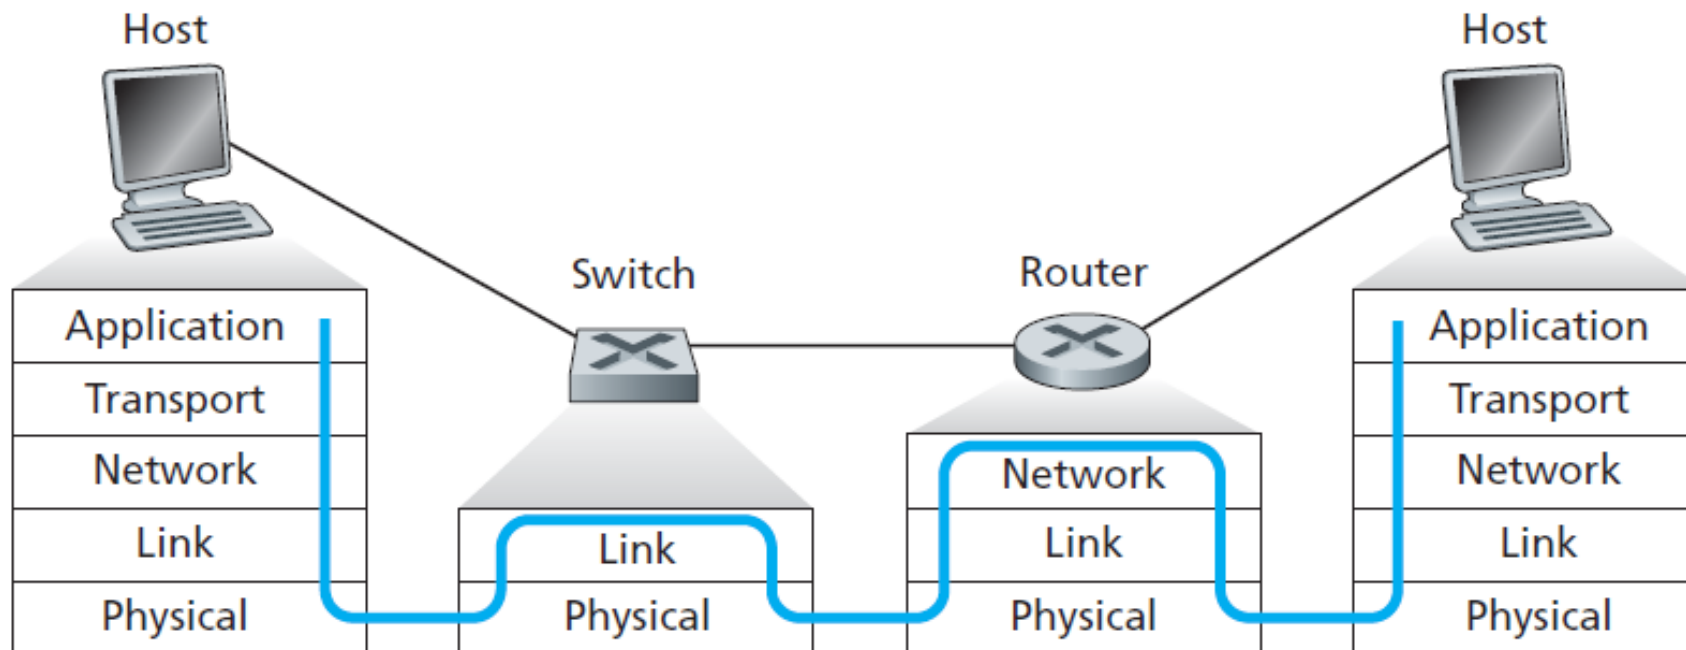 Host
Host
Switch
Router
Application
Transport
Network
Link
Physical
Link
Physical
Network
Link
Physical
Application
Transport
Network
Link
Physical